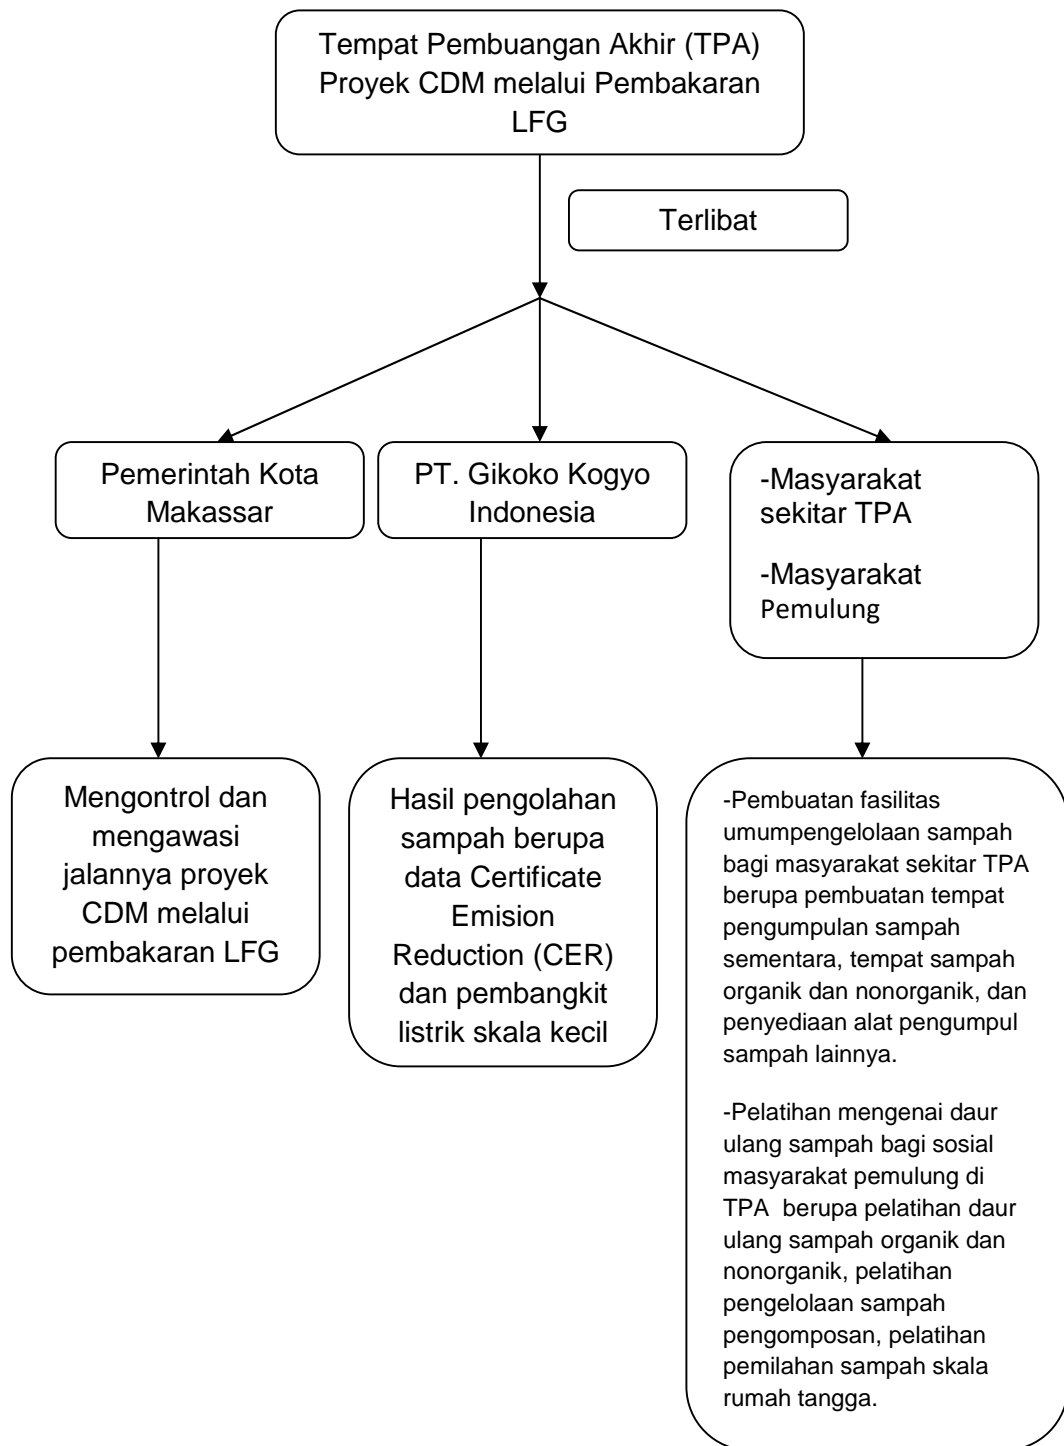 Tempat Pembuangan Akhir (TPA)
Proyek CDM melalui Pembakaran
LFG
Terlibat
Pemerintah Kota
Makassar
PT. Gikoko Kogyo
Indonesia
-Masyarakat
sekitar TPA
-Masyarakat
Pemulung
Mengontrol dan
mengawasi
jalannya proyek
CDM melalui
pembakaran LFG
Hasil pengolahan
sampah berupa
data Certificate
Emision
Reduction (CER)
dan pembangkit
listrik skala kecil
-Pembuatan fasilitas
umumpengelolaan sampah
bagi masyarakat sekitar TPA
berupa pembuatan tempat
pengumpulan sampah
sementara, tempat sampah
organik dan nonorganik, dan
penyediaan alat pengumpul
sampah lainnya.
-Pelatihan mengenai daur
ulang sampah bagi sosial
masyarakat pemulung di
TPA  berupa pelatihan daur
ulang sampah organik dan
nonorganik, pelatihan
pengelolaan sampah
pengomposan, pelatihan
pemilahan sampah skala
rumah tangga.